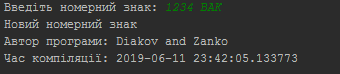 Введіть номерний знак: 1234 BAK
Новий номерний знак
Автор програми: Diakov and Zanko
Час компіляції: 2019-06-11 23:42:05.133773